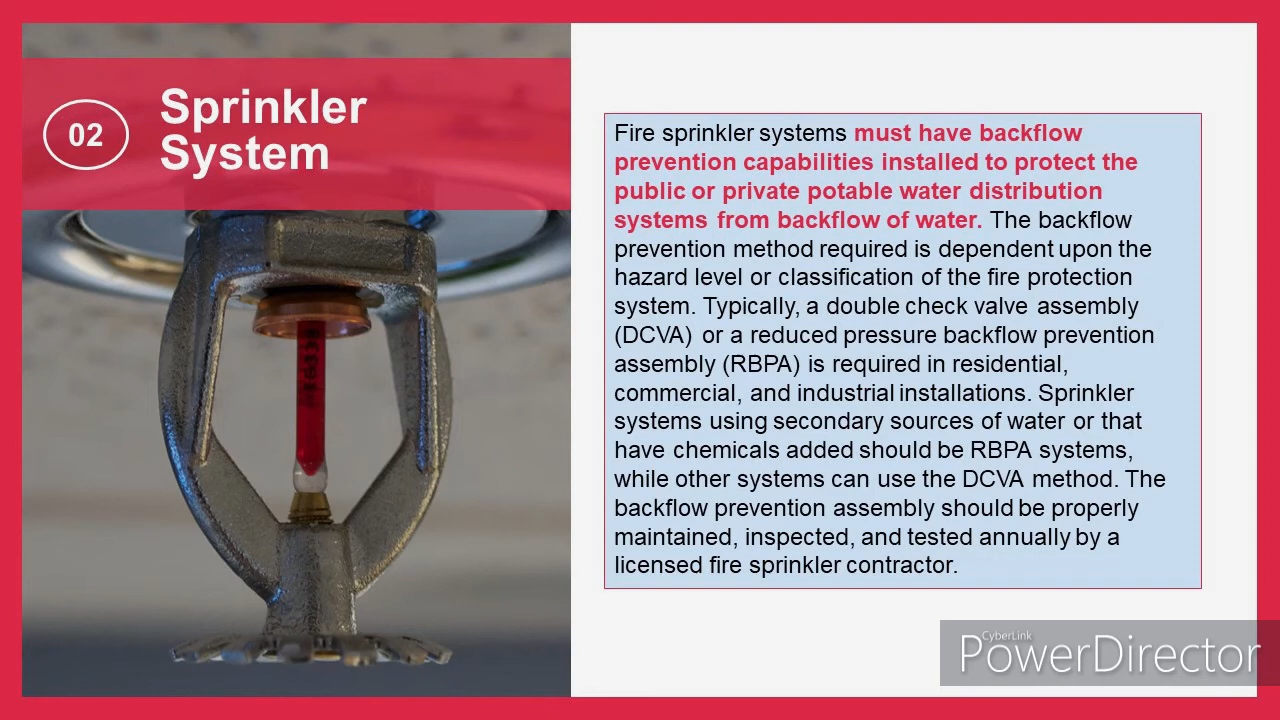 02
Sprinkler
System
Fire sprinkler systems must have backflow
prevention capabilities installed to protect the
public or private potable water distribution
systems from backflow of water. The backflow
prevention method required is dependent upon the
hazard level or classification of the fire protection
system. Typically, a double check valve assembly
(DCVA) or a reduced pressure backflow prevention
assembly (RBPA) is required in residential,
commercial, and industrial installations. Sprinkler
systems using secondary sources of water or that
have chemicals added should be RBPA systems,
while other systems can use the DCVA method. The
backflow prevention assembly should be properly
maintained, inspected, and tested annually by a
licensed fire sprinkler contractor.
CyberLink
PowerDirector